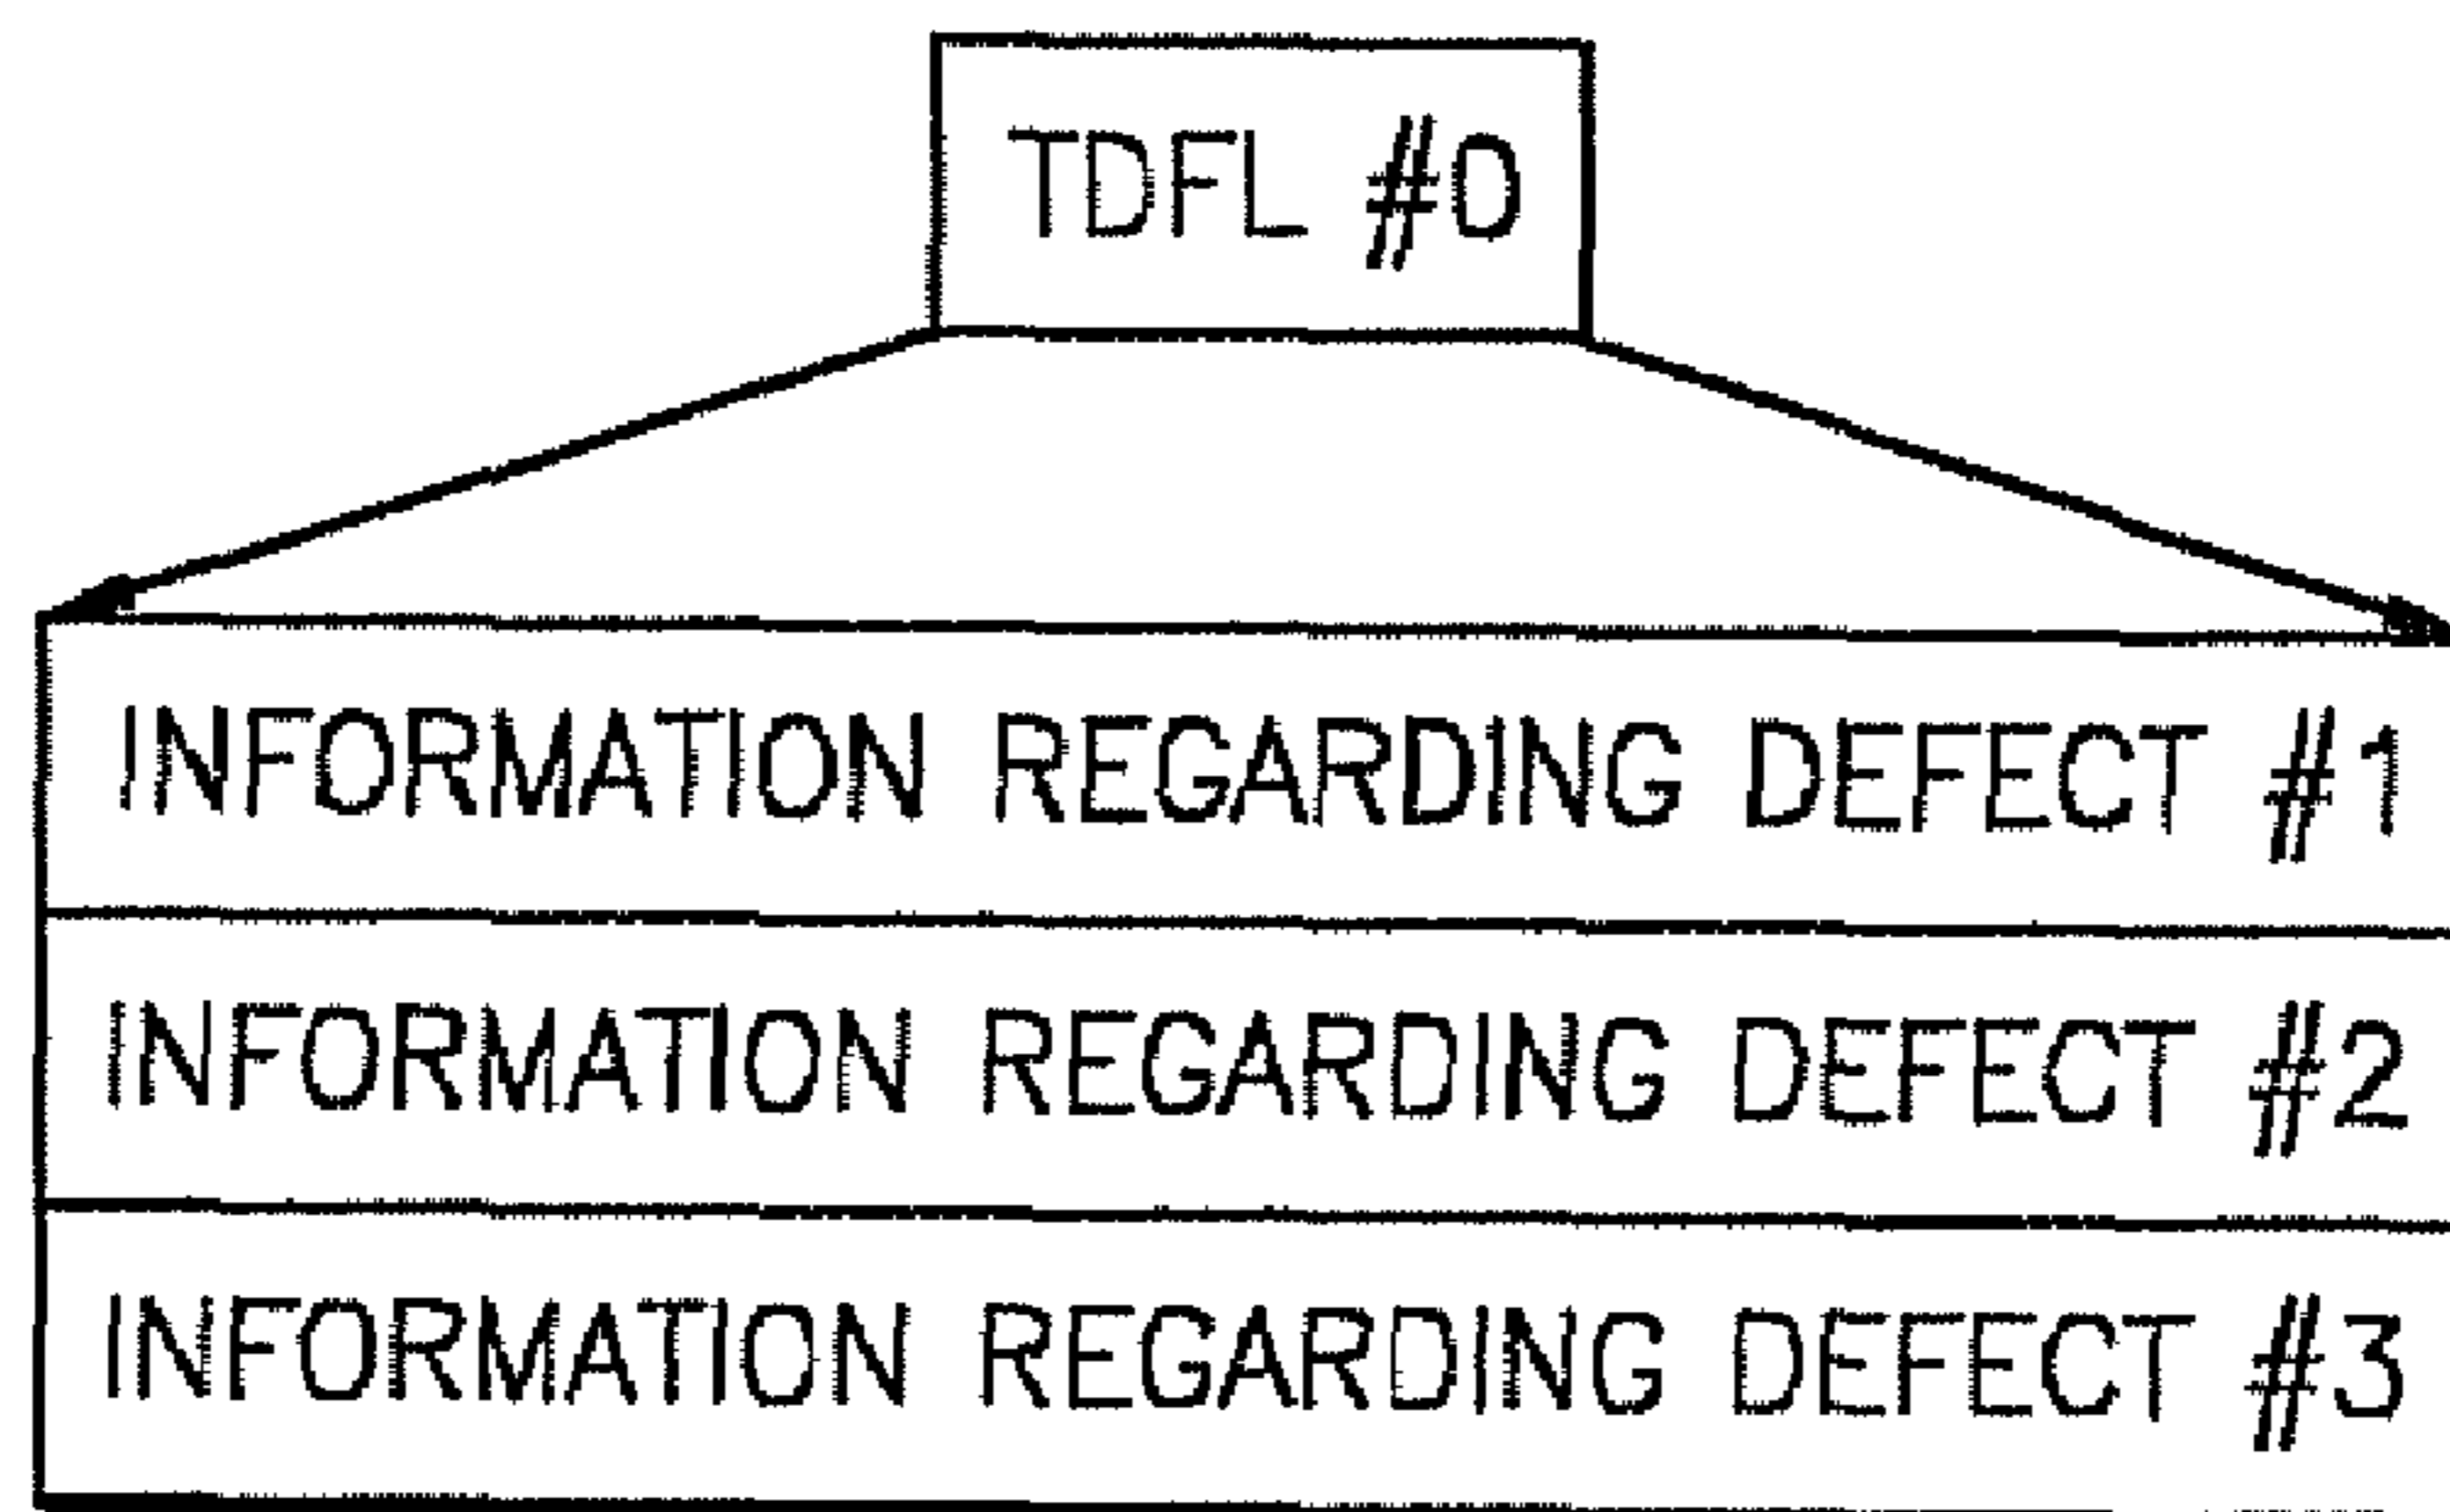 TDFL #0
INFORMATION REGARDING DEFECT #1
INFORMATION REGARDING DEFECT #2
INFORMATION REGARDING DEFECT #3